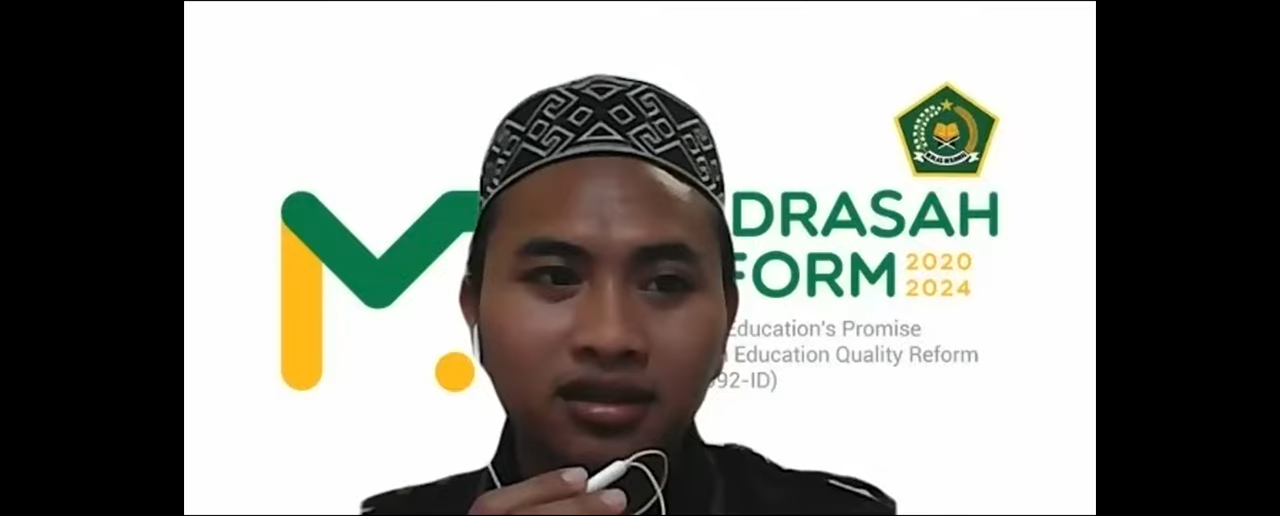 DRASAH
FORM
2020
2024
Education's Promise
Education Quality Reform
92-ID)